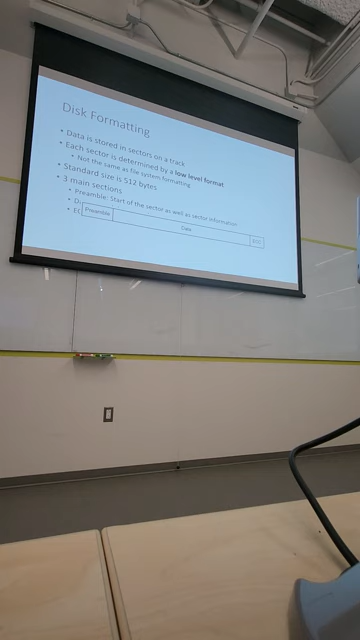 Disk Formatting
• Data is stored in sectors on a track
• Each sector is determined by a low level format
• Not the same as file system formatting
• Standard size is 512 bytes
• 3 main sections
• Preamble: Start of the sector as well as sector information
Preamble
Data
ECC